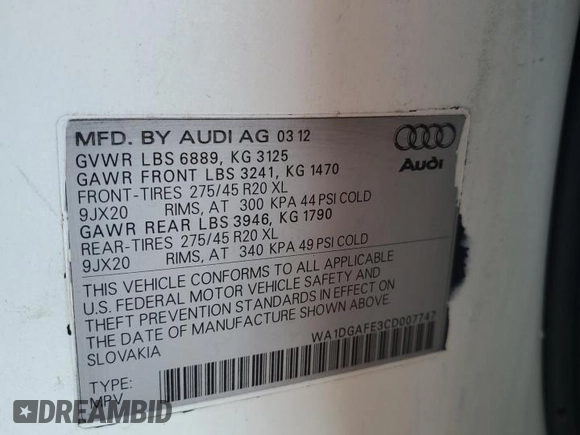 MFD. BY AUDI AG 03 12
GVWR LBS 6889, KG 3125
GAWR FRONT LBS 3241, KG 1470
FRONT-TIRES 275/45 R20 XL
9JX20 RIMS, AT 300 KPA 44 PSI COLD
GAWR REAR LBS 3946, KG 1790
REAR-TIRES 275/45 R20 XL
9JX20 RIMS, AT 340 KPA 49 PSI COLD
Audi
THIS VEHICLE CONFORMS TO ALL APPLICABLE
U.S. FEDERAL MOTOR VEHICLE SAFETY AND
THEFT PREVENTION STANDARDS IN EFFECT ON
THE DATE OF MANUFACTURE SHOWN ABOVE.
SLOVAKIA
WA1DGAFE3CD007747
TYPE:
MPV
DREAMBID